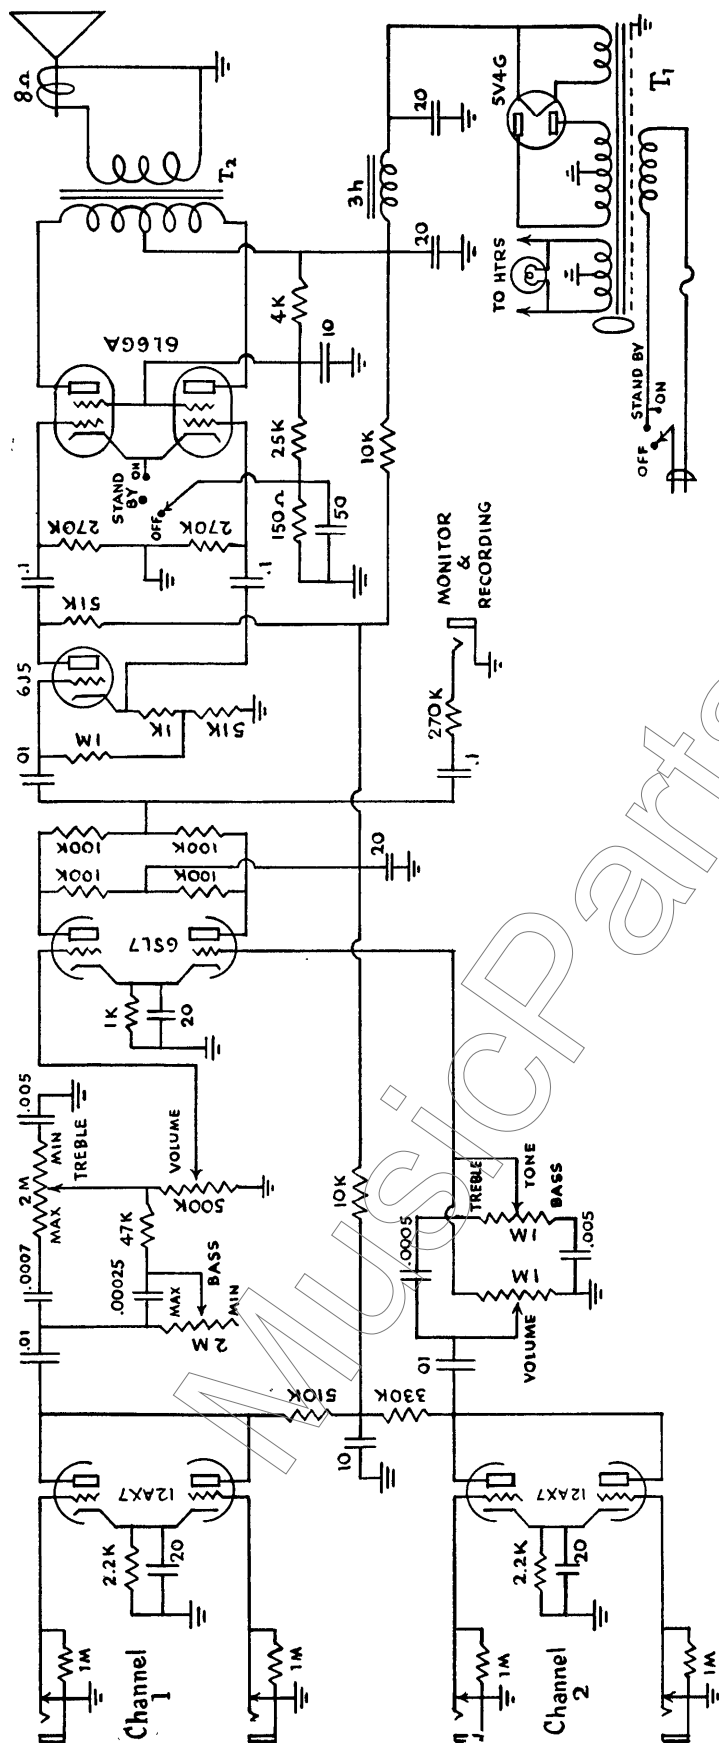 Channel
1
1M
1M
2.2K
20
12AX7
.01
.0007
2M
MAX
MIN
TREBLE
.005
.00025
47K
MAX
BASS
MIN
2M
VOLUME
500K
510K
330K
10
10K
Channel
2
1M
1M
2.2K
20
12AX7
.01
.0005
TREBLE
TONE
BASS
1M
1M
VOLUME
.005
1K
20
6SL7
100K
100K
100K
100K
20
.01
1M
6J5
1K
51K
51K
.1
.1
270K
270K
.1
270K
MONITOR
&
RECORDING
STAND
BY
ON
OFF
6L6GA
150Ω
50
25K
10
4K
10K
T2
8Ω
20
3h
20
5V4G
TO HTRS
T1
STAND BY
OFF
ON
MusicParts